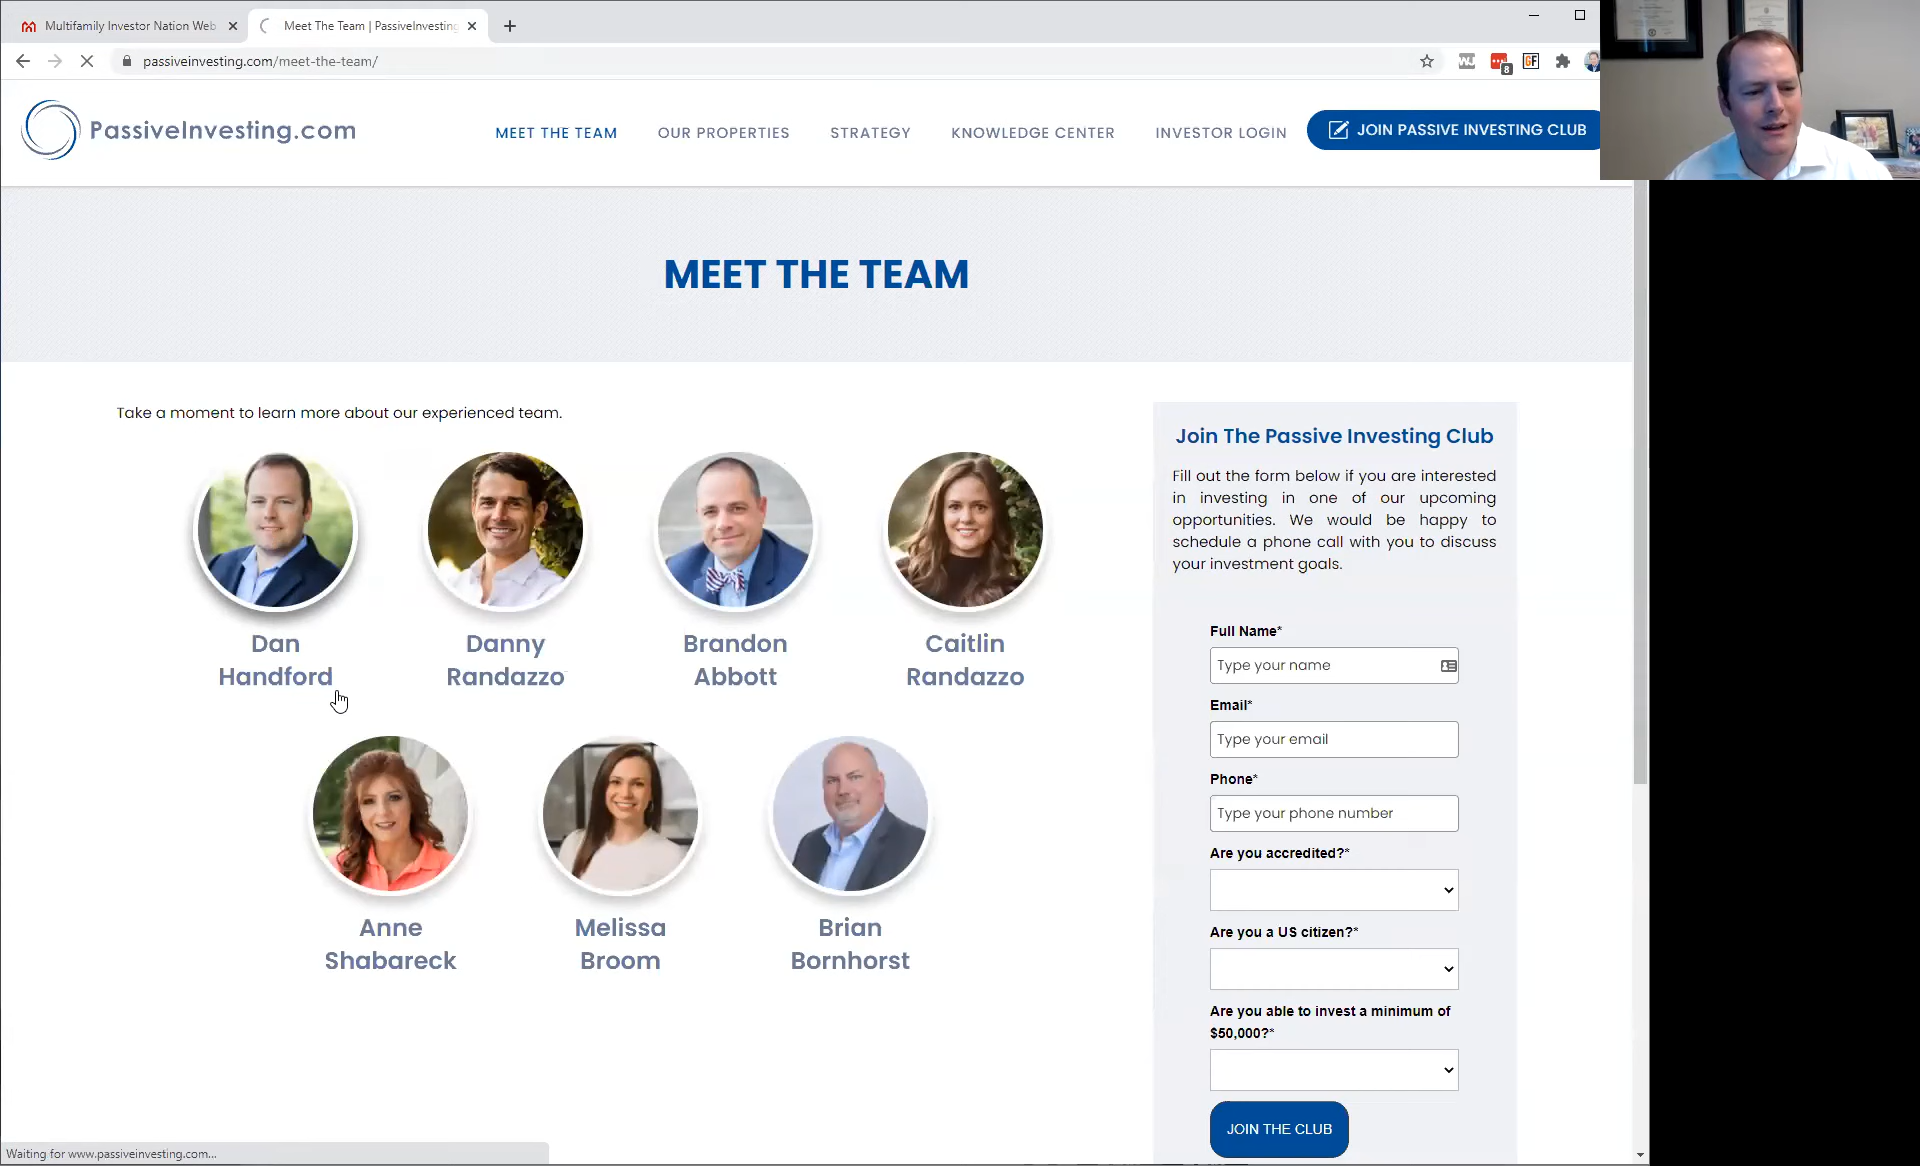 Multifamily Investor Nation Web
Meet The Team | PassiveInvesting
passiveinvesting.com/meet-the-team/
8
GF
PassiveInvesting.com
MEET THE TEAM
OUR PROPERTIES
STRATEGY
KNOWLEDGE CENTER
INVESTOR LOGIN
JOIN PASSIVE INVESTING CLUB
MEET THE TEAM
Take a moment to learn more about our experienced team.
Dan
Handford
Danny
Randazzo
Brandon
Abbott
Caitlin
Randazzo
Anne
Shabareck
Melissa
Broom
Brian
Bornhorst
Join The Passive Investing Club
Fill out the form below if you are interested
in investing in one of our upcoming
opportunities. We would be happy to
schedule a phone call with you to discuss
your investment goals.
Full Name*
Type your name
Email*
Type your email
Phone*
Type your phone number
Are you accredited?*
Are you a US citizen?*
Are you able to invest a minimum of
$50,000?*
JOIN THE CLUB
Waiting for www.passiveinvesting.com...